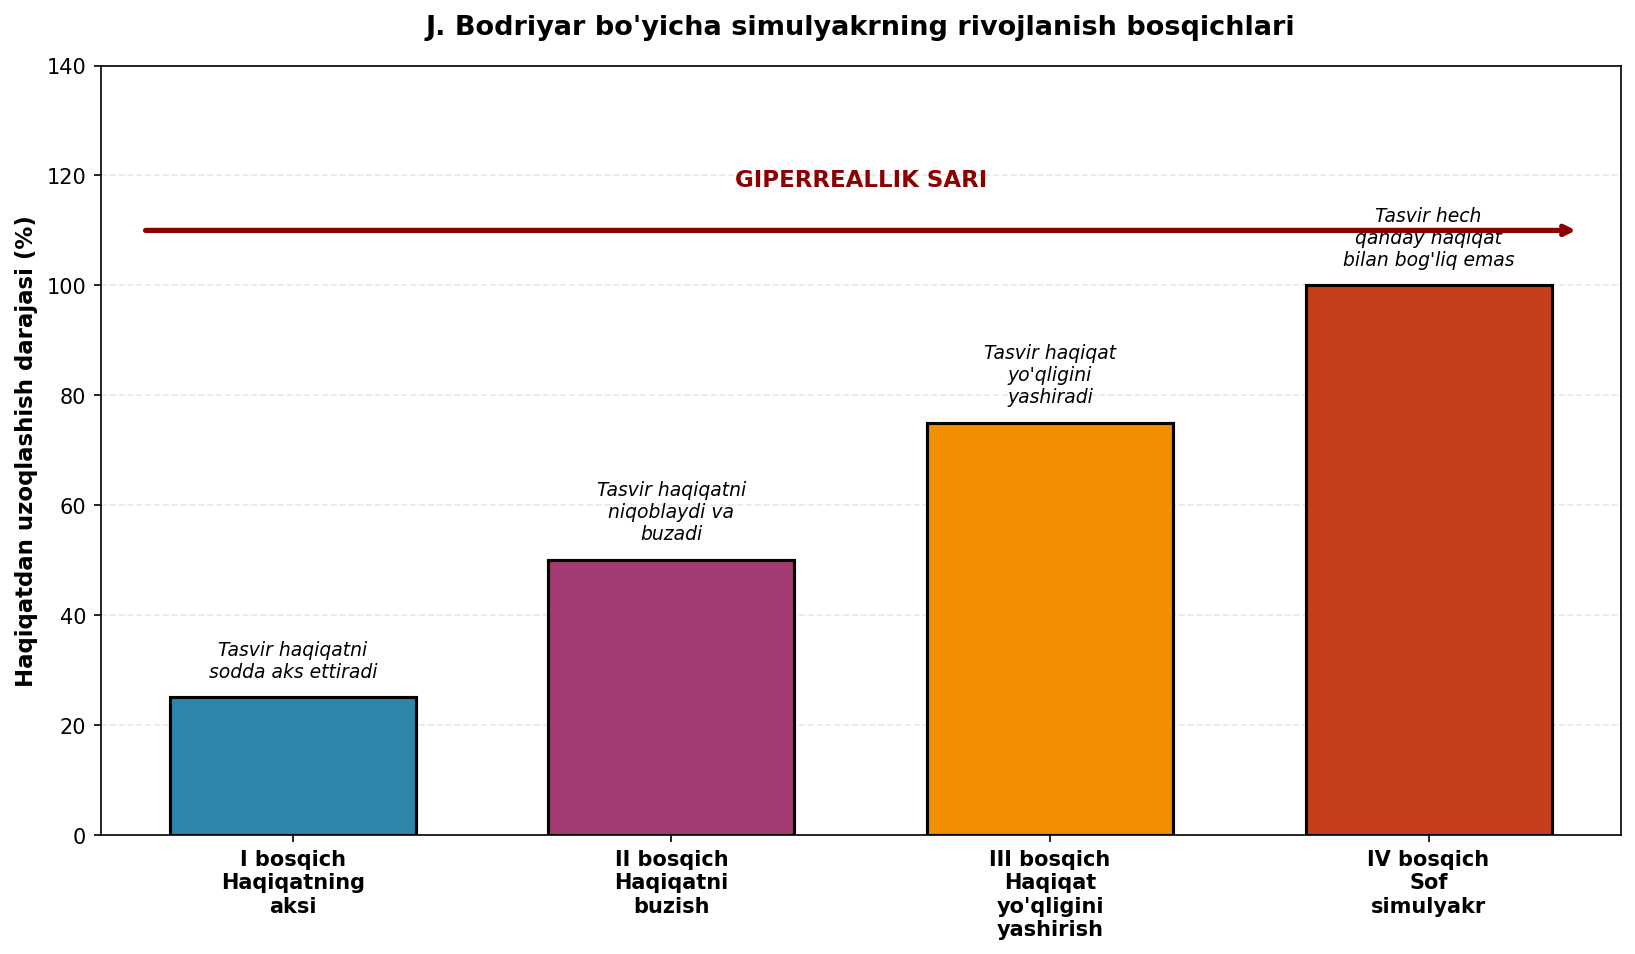 J. Bodriyar bo'yicha simulyakrning rivojlanish bosqichlari
Haqiqatdan uzoqlashish darajasi (%)
140
120
100
80
60
40
20
0
GIPERREALLIK SARI
Tasvir haqiqatni
sodda aks ettiradi
Tasvir haqiqatni
niqoblaydi va
buzadi
Tasvir haqiqat
yo'qligini
yashiradi
Tasvir hech
qanday haqiqat
bilan bog'liq emas
I bosqich
Haqiqatning
aksi
II bosqich
Haqiqatni
buzish
III bosqich
Haqiqat
yo'qligini
yashirish
IV bosqich
Sof
simulyakr